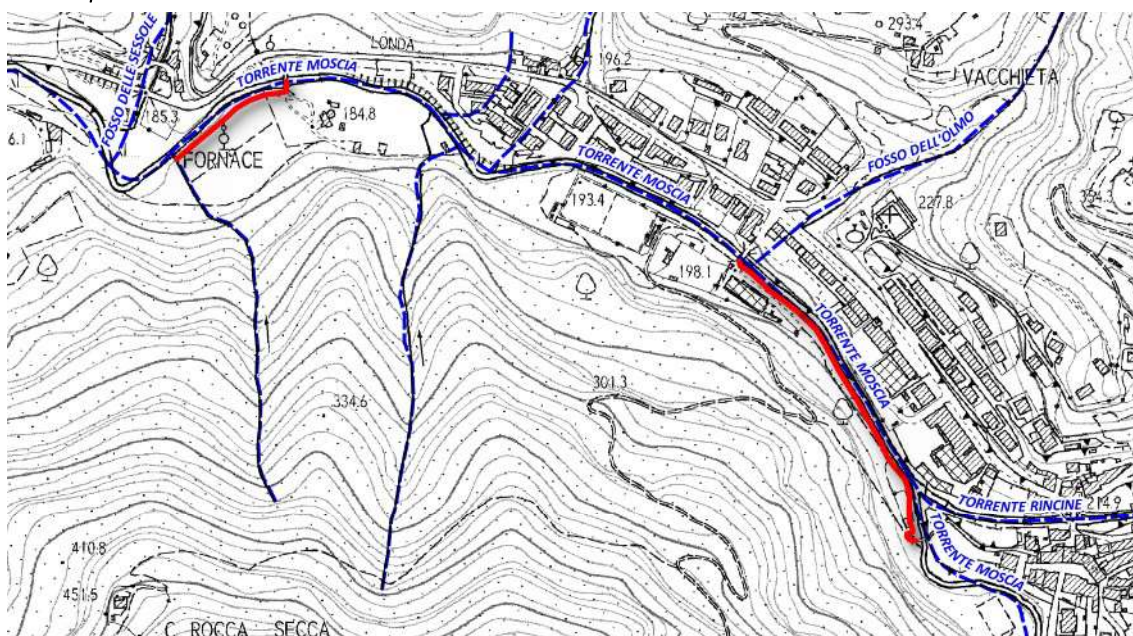 293.4
LONDA
196.2
FOSSO DELLE SESSOLE
TORRENTE MOSCIA
VACCHIETA
185.3
184.8
6.1
FORNACE
TORRENTE MOSCIA
FOSSO DELL'OLMO
193.4
227.8
198.1
TORRENTE MOSCIA
301.3
334.6
TORRENTE RINCINE
214.9
TORRENTE MOSCIA
410.8
451.5
C. ROCCA SECCA